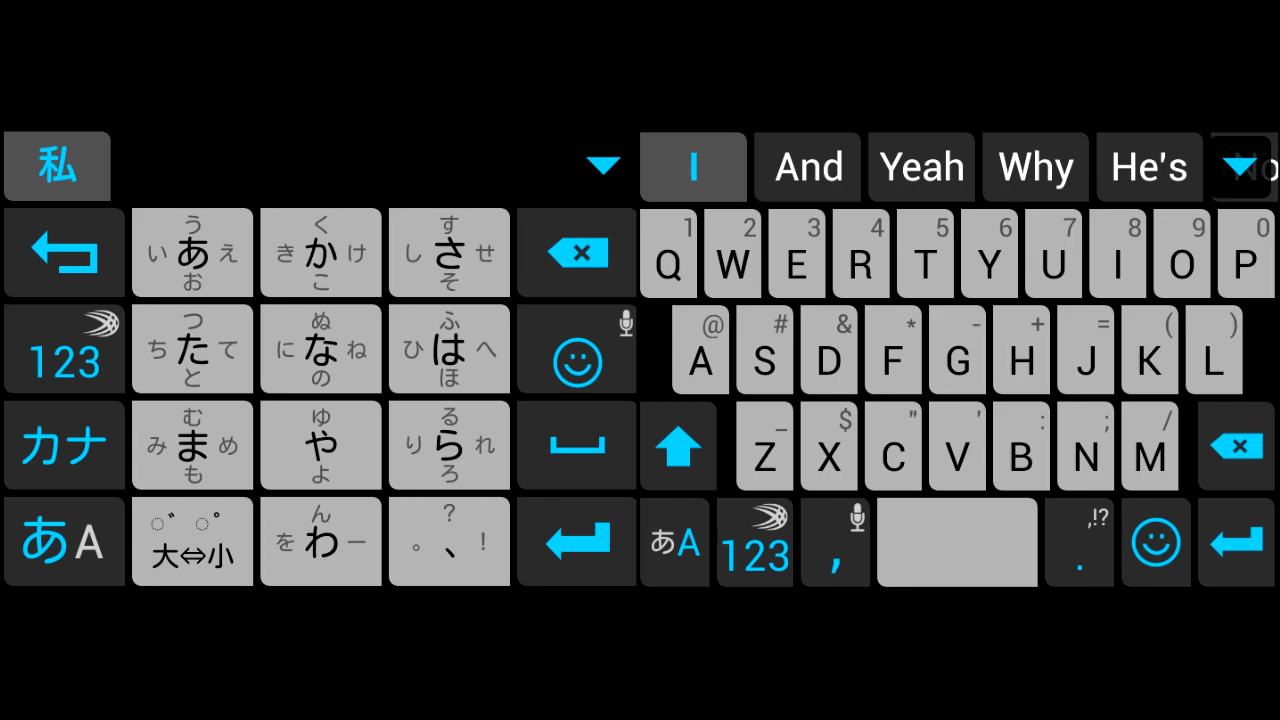 私
う
い あ え
お
く
き か け
こ
す
し さ せ
そ
123
つ
ち た て
と
ぬ
に な ね
の
ふ
ひ は へ
ほ
カナ
む
み ま め
も
ゆ
や
よ
る
り ら れ
ろ
あA
゛ ゜
大⇔小
ん
を わ ー
?
。 、 !
I And Yeah Why He's
1 2 3 4 5 6 7 8 9 0
Q W E R T Y U I O P
@ # & * - + = ( )
A S D F G H J K L
_ $ " ' : ; /
Z X C V B N M
,!?
あA 123 , .